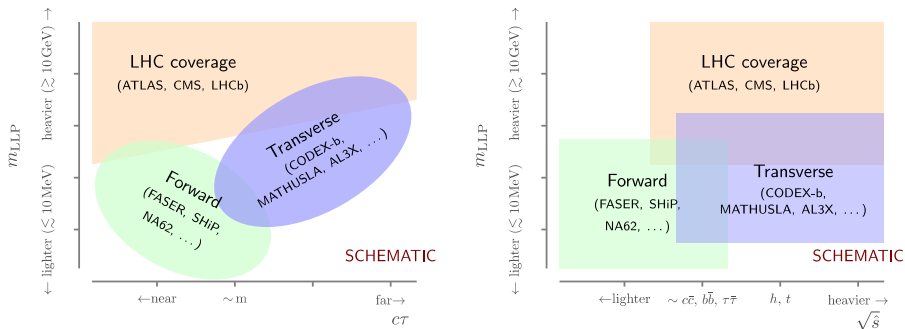 LHC coverage
(ATLAS, CMS, LHCb)
Transverse
(CODEX-b,
MATHUSLA, AL3X, …)
Forward
(FASER, SHiP,
NA62, …)
SCHEMATIC
m_LLP
← lighter (≲ 10 MeV)
heavier (≳ 10 GeV) →
←near
∼ m
far→
cτ
LHC coverage
(ATLAS, CMS, LHCb)
Forward
(FASER, SHiP,
NA62, …)
Transverse
(CODEX-b,
MATHUSLA, AL3X, …)
SCHEMATIC
m_LLP
← lighter (≲ 10 MeV)
heavier (≳ 10 GeV) →
←lighter
∼ cc̄, bb̄, ττ̄
h, t
heavier →
√ŝ